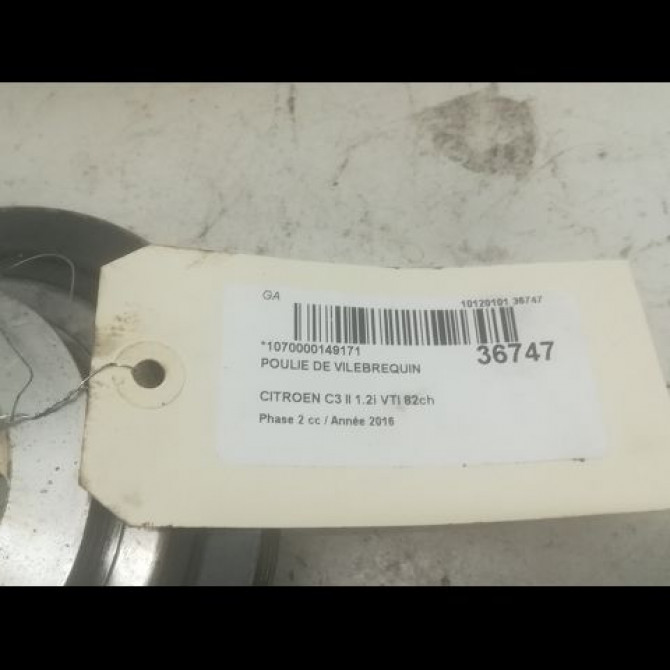 GA
10120101 36747
*1070000149171
36747
POULIE DE VILEBREQUIN
CITROEN C3 II 1.2i VTI 82ch
Phase 2 cc / Année 2016